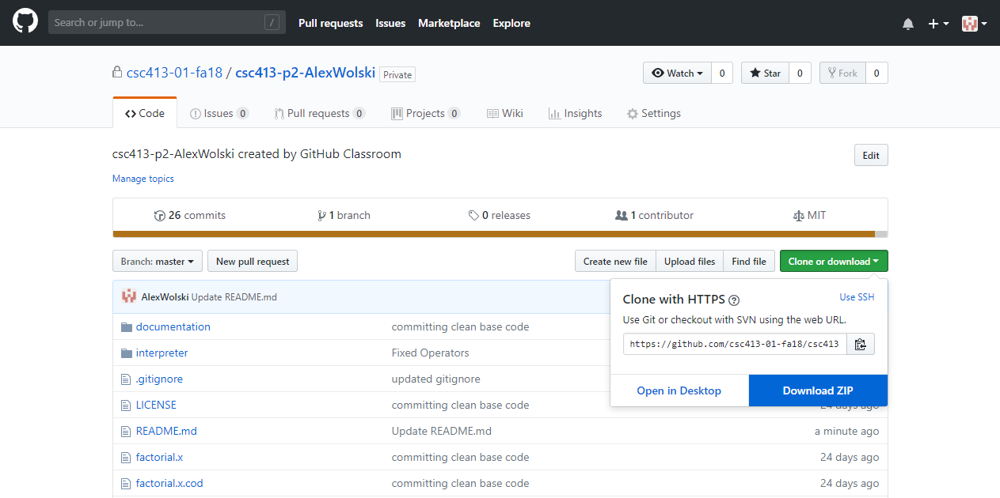 Search or jump to... / Pull requests Issues Marketplace Explore
csc413-01-fa18 / csc413-p2-AlexWolski Private Watch 0 Star 0 Fork 0
Code Issues 0 Pull requests 0 Projects 0 Wiki Insights Settings
csc413-p2-AlexWolski created by GitHub Classroom Edit
Manage topics
26 commits 1 branch 0 releases 1 contributor MIT
Branch: master New pull request Create new file Upload files Find file Clone or download
AlexWolski Update README.md
Clone with HTTPS ? Use SSH
Use Git or checkout with SVN using the web URL.
https://github.com/csc413-01-fa18/csc413
Open in Desktop Download ZIP
documentation committing clean base code
interpreter Fixed Operators
.gitignore updated gitignore
LICENSE committing clean base code 24 days ago
README.md Update README.md a minute ago
factorial.x committing clean base code 24 days ago
factorial.x.cod committing clean base code 24 days ago